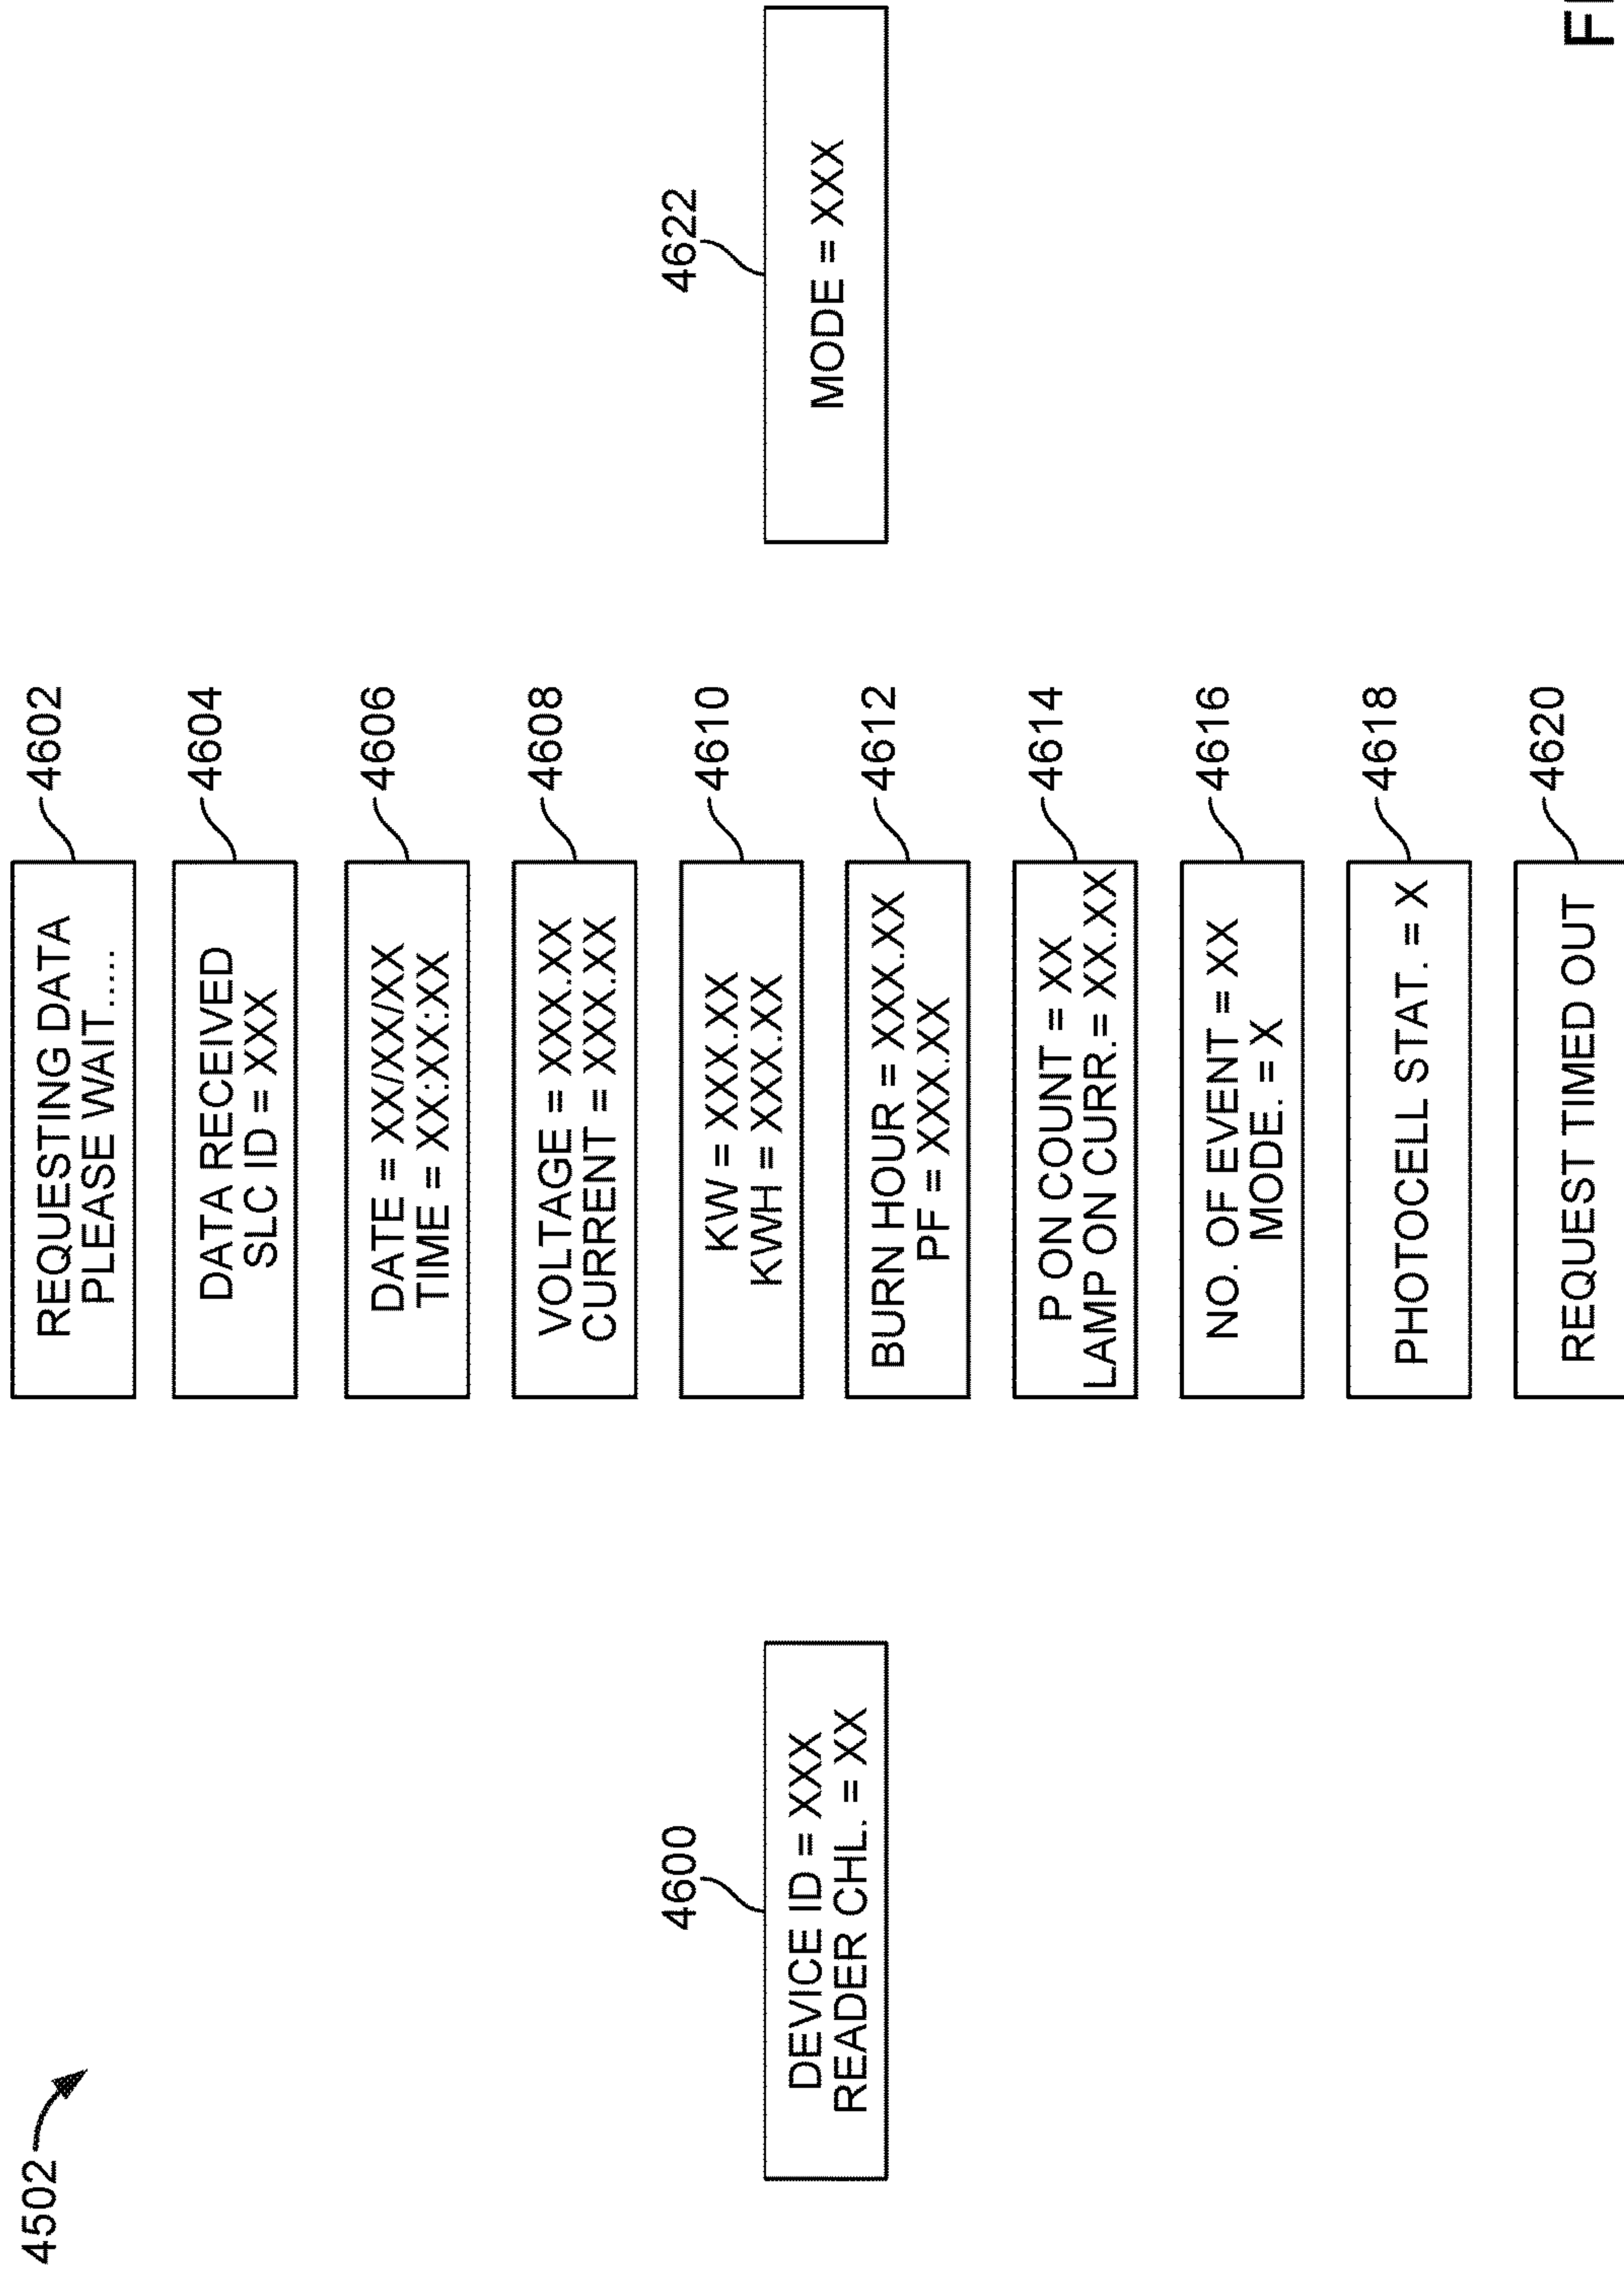 4502
4600
DEVICE ID = XXX
READER CHL. = XX
4602
REQUESTING DATA
PLEASE WAIT.....
4604
DATA RECEIVED
SLC ID = XXX
4606
DATE = XX/XX/XX
TIME = XX:XX:XX
4608
VOLTAGE = XXX.XX
CURRENT = XXX.XX
4610
KW = XXX.XX
KWH = XXX.XX
4612
BURN HOUR = XXX.XX
PF = XXX.XX
4614
P ON COUNT = XX
LAMP ON CURR.= XX.XX
4616
NO. OF EVENT = XX
MODE. = X
4618
PHOTOCELL STAT. = X
4620
REQUEST TIMED OUT
4622
MODE = XXX